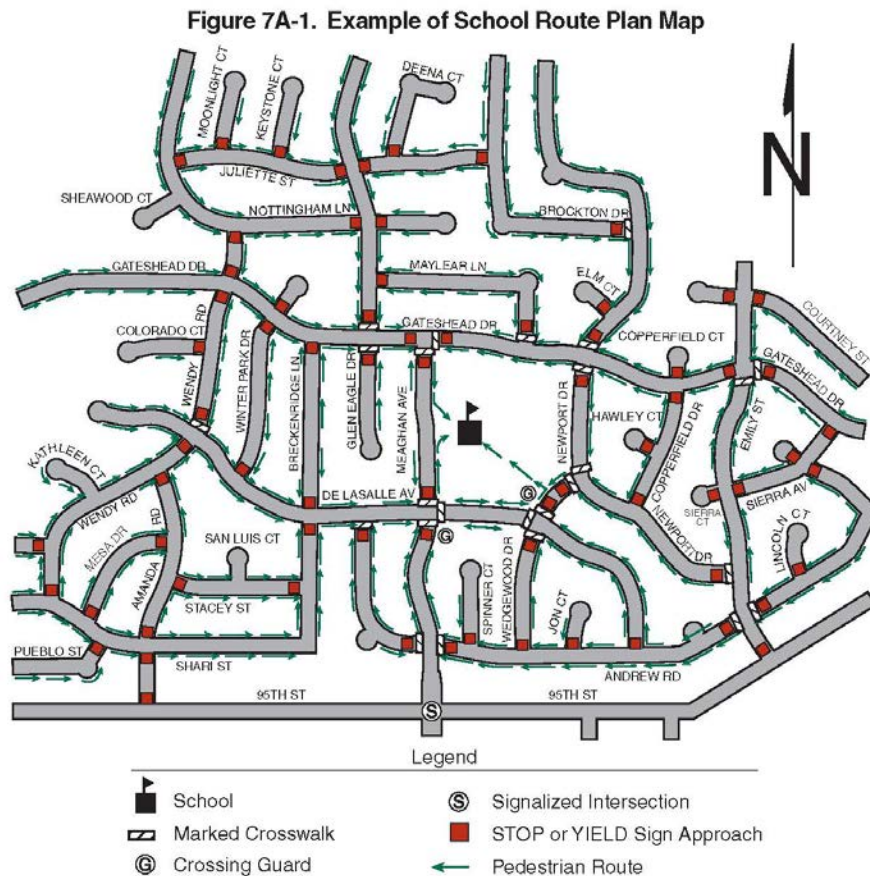 Figure 7A-1. Example of School Route Plan Map
MOONLIGHT CT
KEYSTONE CT
DEENA CT
N
JULIETTE ST
SHEAWOOD CT
NOTTINGHAM LN
BROCKTON DR
GATESHEAD DR
MAYLEAR LN
ELM CT
COURTNEY ST
COLORADO CT
WENDY RD
WINTER PARK DR
GATESHEAD DR
COPPERFIELD CT
GATESHEAD DR
BRECKENRIDGE LN
GLEN EAGLE DR
MEAGHAN AVE
NEWPORT DR
HAWLEY CT
COPPERFIELD DR
EMILY ST
KATHLEEN CT
WENDY RD
DE LASALLE AV
G
SIERRA CT
SIERRA AV
MESA DR
AMANDA RD
SAN LUIS CT
G
NEWPORT DR
LINCOLN CT
STACEY ST
SPINNER CT
WEDGEWOOD DR
JON CT
PUEBLO ST
SHARI ST
ANDREW RD
95TH ST
95TH ST
S
Legend
School
S Signalized Intersection
Marked Crosswalk
STOP or YIELD Sign Approach
G Crossing Guard
Pedestrian Route